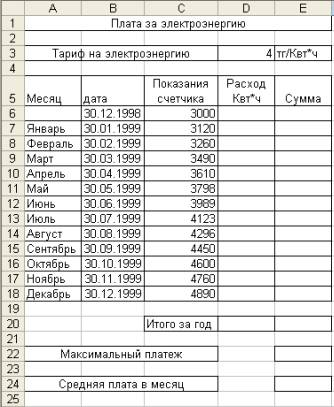 A B C D E
1 Плата за электроэнергию
2
3 Тариф на электроэнергию 4 тг/Квт*ч
4
Показания Расход
5 Месяц дата счетчика Квт*ч Сумма
6 30.12.1998 3000
7 Январь 30.01.1999 3120
8 Февраль 30.02.1999 3260
9 Март 30.03.1999 3490
10 Апрель 30.04.1999 3610
11 Май 30.05.1999 3798
12 Июнь 30.06.1999 3989
13 Июль 30.07.1999 4123
14 Август 30.08.1999 4296
15 Сентябрь 30.09.1999 4450
16 Октябрь 30.10.1999 4600
17 Ноябрь 30.11.1999 4760
18 Декабрь 30.12.1999 4890
19
20 Итого за год
21
22 Максимальный платеж
23
24 Средняя плата в месяц
25